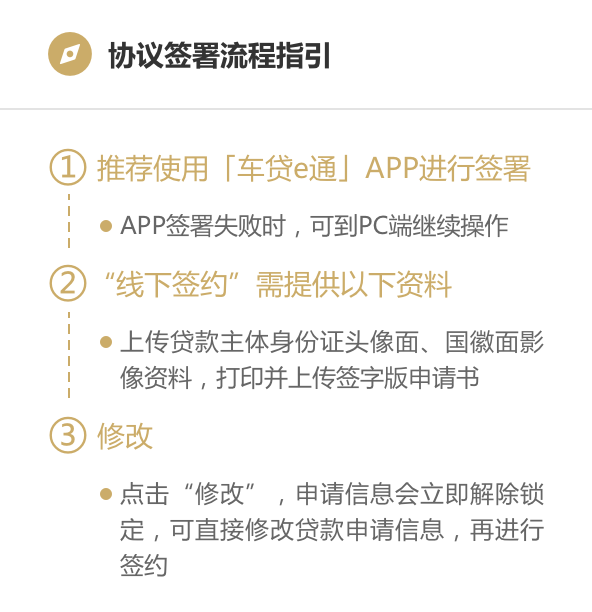 协议签署流程指引
① 推荐使用「车贷e通」APP进行签署
● APP签署失败时，可到PC端继续操作
② “线下签约”需提供以下资料
● 上传贷款主体身份证头像面、国徽面影
像资料，打印并上传签字版申请书
③ 修改
● 点击“修改”，申请信息会立即解除锁
定，可直接修改贷款申请信息，再进行
签约